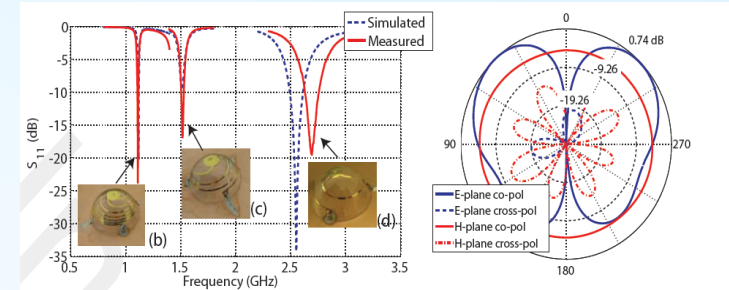 0
-5
-10
-15
-20
-25
-30
-35
S11 (dB)
0.5
1
1.5
2
2.5
3
3.5
Frequency (GHz)
Simulated
Measured
(b)
(c)
(d)
0
0.74 dB
-9.26
-19.26
90
270
180
E-plane co-pol
E-plane cross-pol
H-plane co-pol
H-plane cross-pol